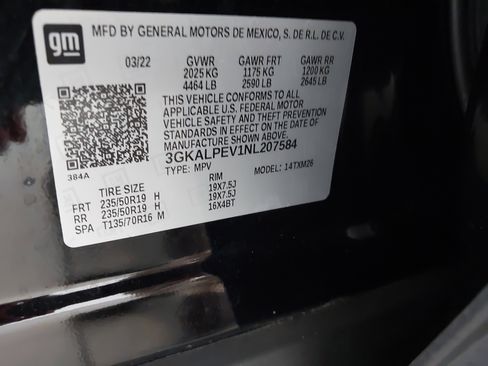 gm
MFD BY GENERAL MOTORS DE MEXICO, S. DE R.L. DE C.V.
03/22 GVWR GAWR FRT GAWR RR
2025 KG 1175 KG 1200 KG
4464 LB 2590 LB 2645 LB
THIS VEHICLE CONFORMS TO ALL
APPLICABLE U.S. FEDERAL MOTOR
VEHICLE SAFETY AND THEFT PREVENTION
STANDARDS IN EFFECT ON THE DATE OF
MANUFACTURE SHOWN ABOVE.
3GKALPEV1NL207584
TYPE: MPV MODEL: 14TXM26
384A
TIRE SIZE RIM
FRT 235/50R19 H 19X7.5J
RR 235/50R19 H 19X7.5J
SPA T135/70R16 M 16X4BT